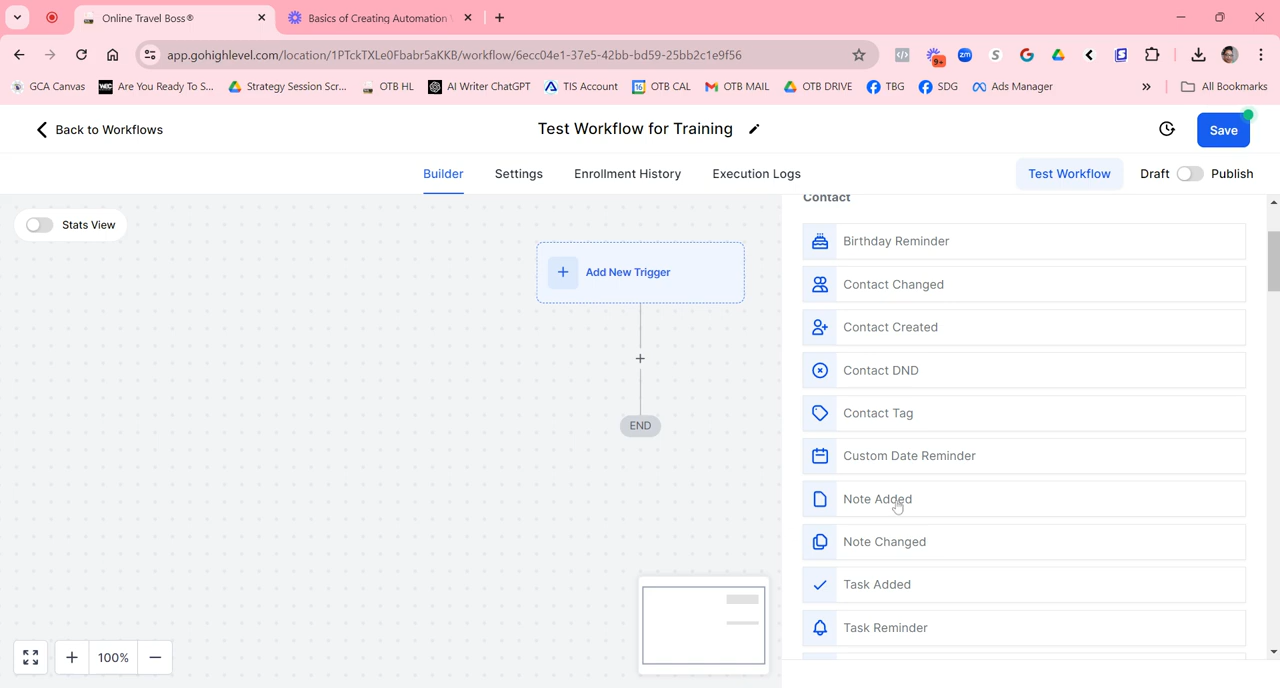 Online Travel Boss®
Basics of Creating Automation
app.gohighlevel.com/location/1PTckTXLe0Fbabr5aKKB/workflow/6ecc04e1-37e5-42bb-bd59-25bb2c1e9f56
9+
zm
S
GCA Canvas
Are You Ready To S...
Strategy Session Scr...
OTB HL
AI Writer ChatGPT
TIS Account
16
OTB CAL
OTB MAIL
OTB DRIVE
TBG
SDG
Ads Manager
»
All Bookmarks
Back to Workflows
Test Workflow for Training
Save
Builder
Settings
Enrollment History
Execution Logs
Test Workflow
Draft
Publish
Stats View
Add New Trigger
END
100%
Contact
Birthday Reminder
Contact Changed
Contact Created
Contact DND
Contact Tag
Custom Date Reminder
Note Added
Note Changed
Task Added
Task Reminder